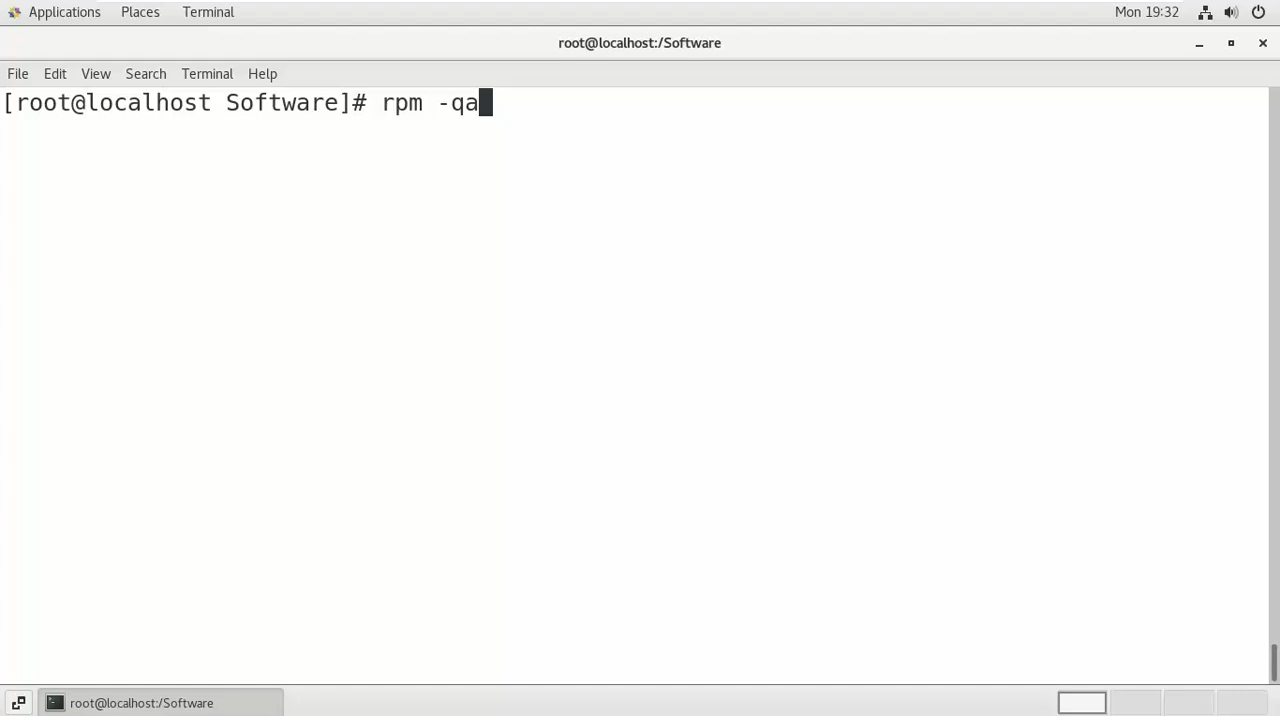 Applications Places Terminal Mon 19:32
root@localhost:/Software
File Edit View Search Terminal Help
[root@localhost Software]# rpm -qa
root@localhost:/Software